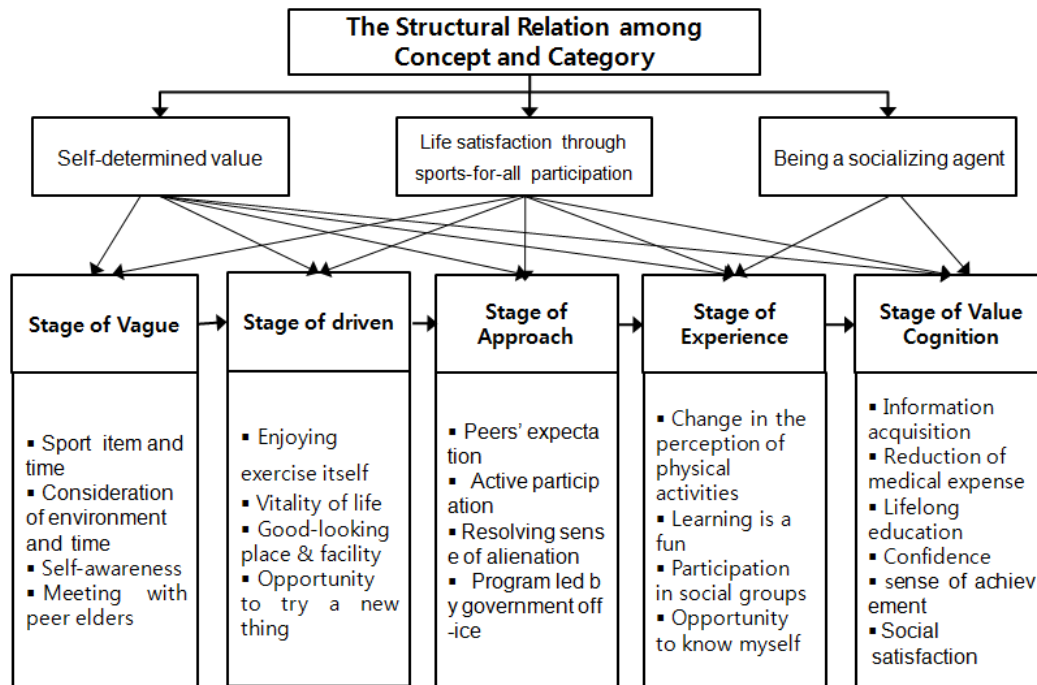 The Structural Relation among
Concept and Category
Self-determined value
Life satisfaction through
sports-for-all participation
Being a socializing agent
Stage of Vague
Stage of driven
Stage of
Approach
Stage of
Experience
Stage of Value
Cognition
▪ Sport item and
time
▪ Consideration
of environment
and time
▪ Self-awareness
▪ Meeting with
peer elders
▪ Enjoying
exercise itself
▪ Vitality of life
▪ Good-looking
place & facility
▪ Opportunity
to try a new
thing
▪ Peers' expecta
tion
▪ Active particip
ation
▪ Resolving sens
e of alienation
▪ Program led b
y government off
-ice
▪ Change in the
perception of
physical
activities
▪ Learning is a
fun
▪ Participation
in social groups
▪ Opportunity
to know myself
▪ Information
acquisition
▪ Reduction of
medical expense
▪ Lifelong
education
▪ Confidence
▪ sense of achiev
ement
▪ Social
satisfaction